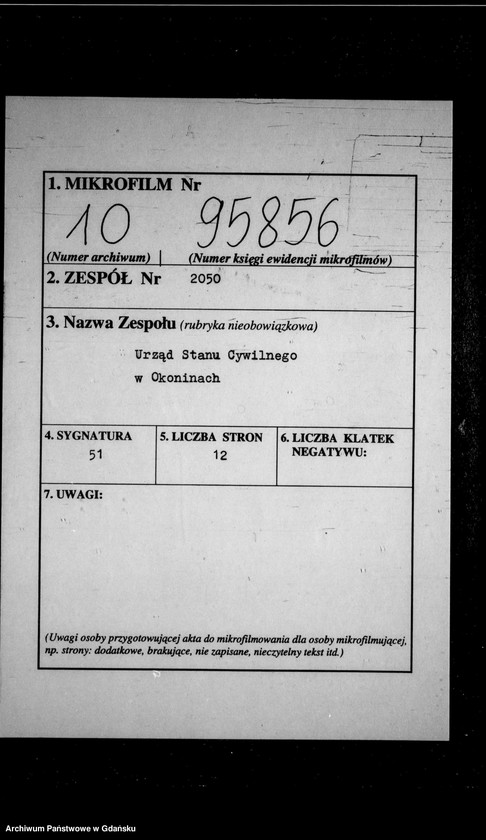 1. MIKROFILM Nr
10 95856
(Numer archiwum) (Numer księgi ewidencji mikrofilmów)
2. ZESPÓŁ Nr 2050
3. Nazwa Zespołu (rubryka nieobowiązkowa)
Urząd Stanu Cywilnego
w Okoninach
4. SYGNATURA 5. LICZBA STRON 6. LICZBA KLATEK
NEGATYWU:
51 12
7. UWAGI:
(Uwagi osoby przygotowującej akta do mikrofilmowania dla osoby mikrofilmującej,
np. strony: dodatkowe, brakujące, nie zapisane, nieczytelny tekst itd.)
Archiwum Państwowe w Gdańsku